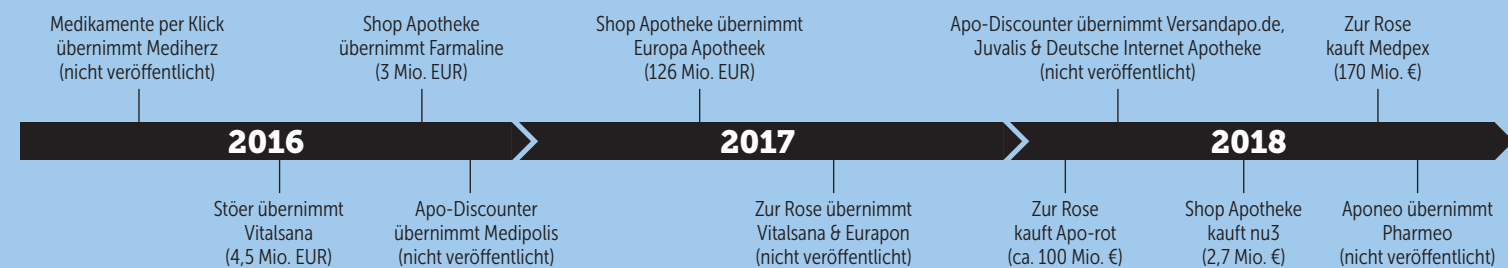 Medikamente per Klick
übernimmt Mediherz
(nicht veröffentlicht)
Shop Apotheke
übernimmt Farmaline
(3 Mio. EUR)
Shop Apotheke übernimmt
Europa Apotheek
(126 Mio. EUR)
Apo-Discounter übernimmt Versandapo.de,
Juvalis & Deutsche Internet Apotheke
(nicht veröffentlicht)
Zur Rose
kauft Medpex
(170 Mio. €)
2016
2017
2018
Stöer übernimmt
Vitalsana
(4,5 Mio. EUR)
Apo-Discounter
übernimmt Medipolis
(nicht veröffentlicht)
Zur Rose übernimmt
Vitalsana & Eurapon
(nicht veröffentlicht)
Zur Rose
kauft Apo-rot
(ca. 100 Mio. €)
Shop Apotheke
kauft nu3
(2,7 Mio. €)
Aponeo übernimmt
Pharmeo
(nicht veröffentlicht)